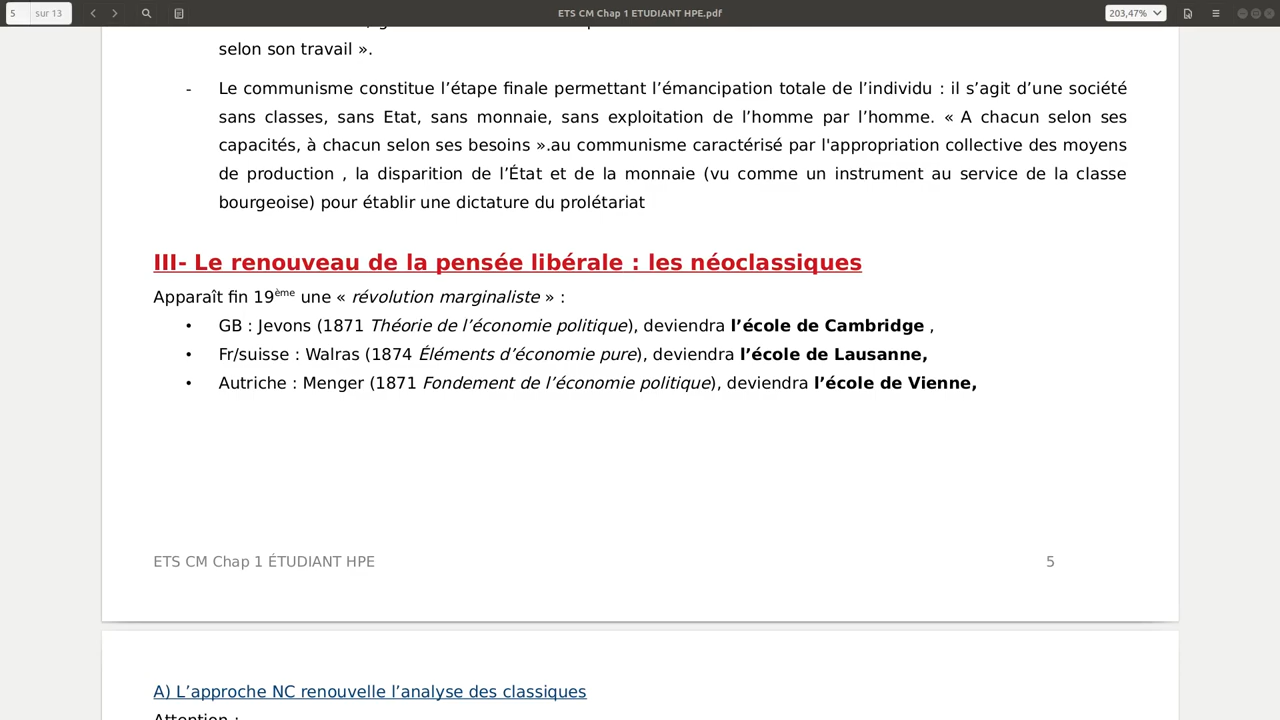 5 sur 13 ETS CM Chap 1 ETUDIANT HPE.pdf 203,47%
selon son travail ».
- Le communisme constitue l’étape finale permettant l’émancipation totale de l’individu : il s’agit d’une société
sans classes, sans Etat, sans monnaie, sans exploitation de l’homme par l’homme. « A chacun selon ses
capacités, à chacun selon ses besoins ».au communisme caractérisé par l'appropriation collective des moyens
de production , la disparition de l’État et de la monnaie (vu comme un instrument au service de la classe
bourgeoise) pour établir une dictature du prolétariat
III- Le renouveau de la pensée libérale : les néoclassiques
Apparaît fin 19ème une « révolution marginaliste » :
• GB : Jevons (1871 Théorie de l’économie politique), deviendra l’école de Cambridge ,
• Fr/suisse : Walras (1874 Éléments d’économie pure), deviendra l’école de Lausanne,
• Autriche : Menger (1871 Fondement de l’économie politique), deviendra l’école de Vienne,
ETS CM Chap 1 ÉTUDIANT HPE 5
A) L’approche NC renouvelle l’analyse des classiques
Attention :